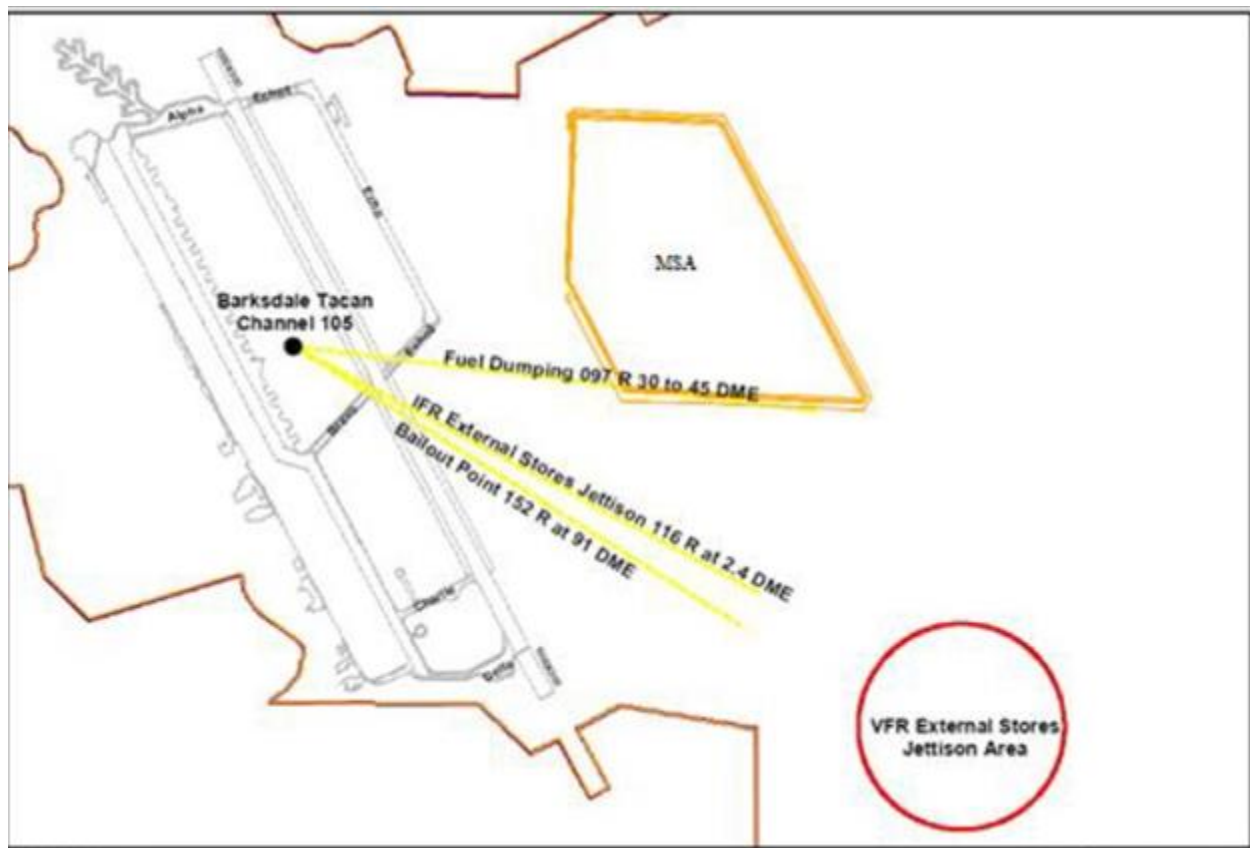 Alpha
Echo1
Echo
MSA
Barksdale Tacan
Channel 105
Fuel Dumping 097 R 30 to 45 DME
Bravo
IFR External Stores Jettison 116 R at 2.4 DME
Bailout Point 152 R at 91 DME
Charlie
Delta
VFR External Stores
Jettison Area